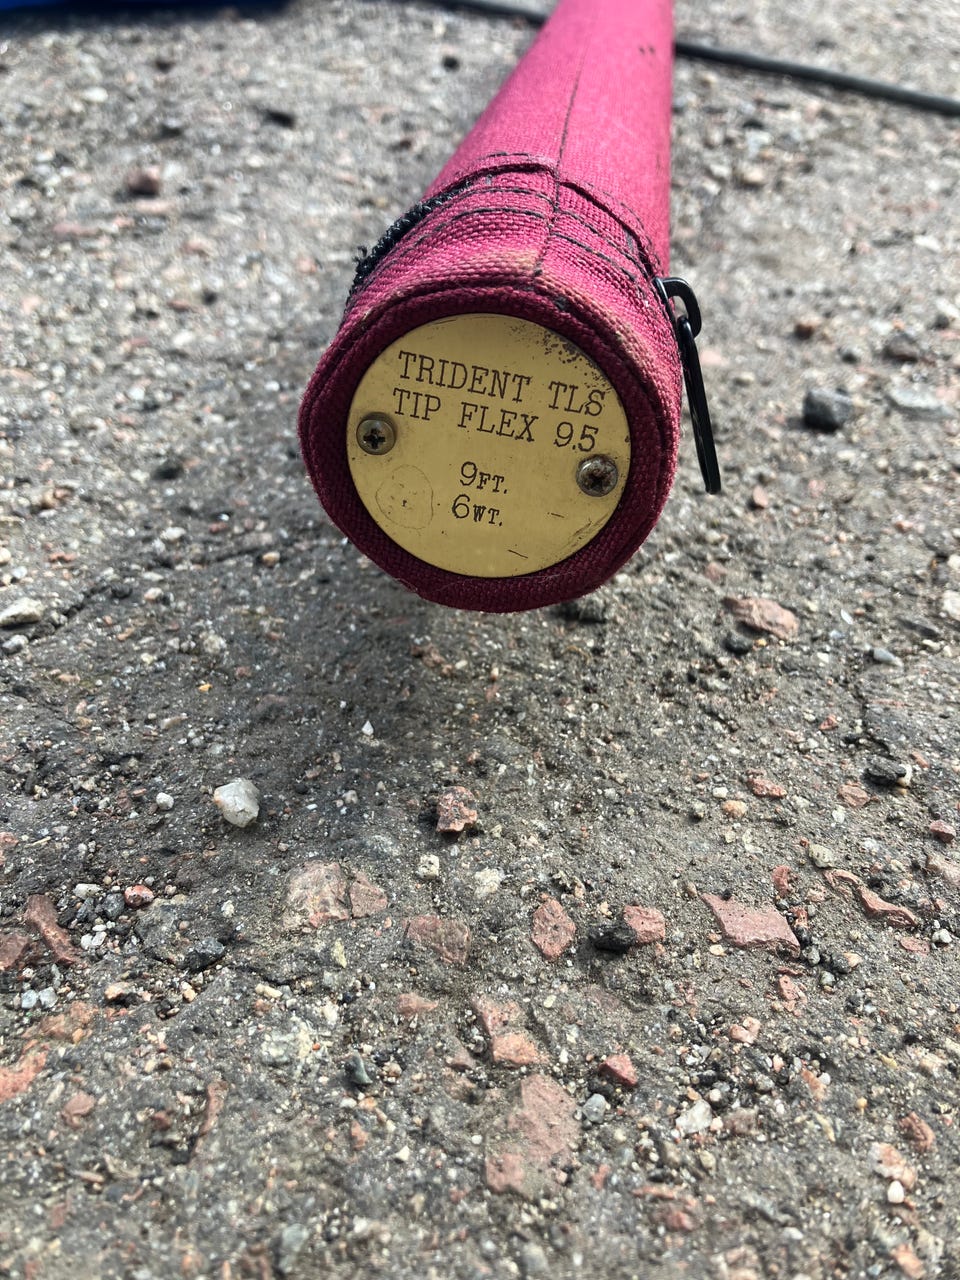 TRIDENT TLS
TIP FLEX 9.5
9FT.
6WT.